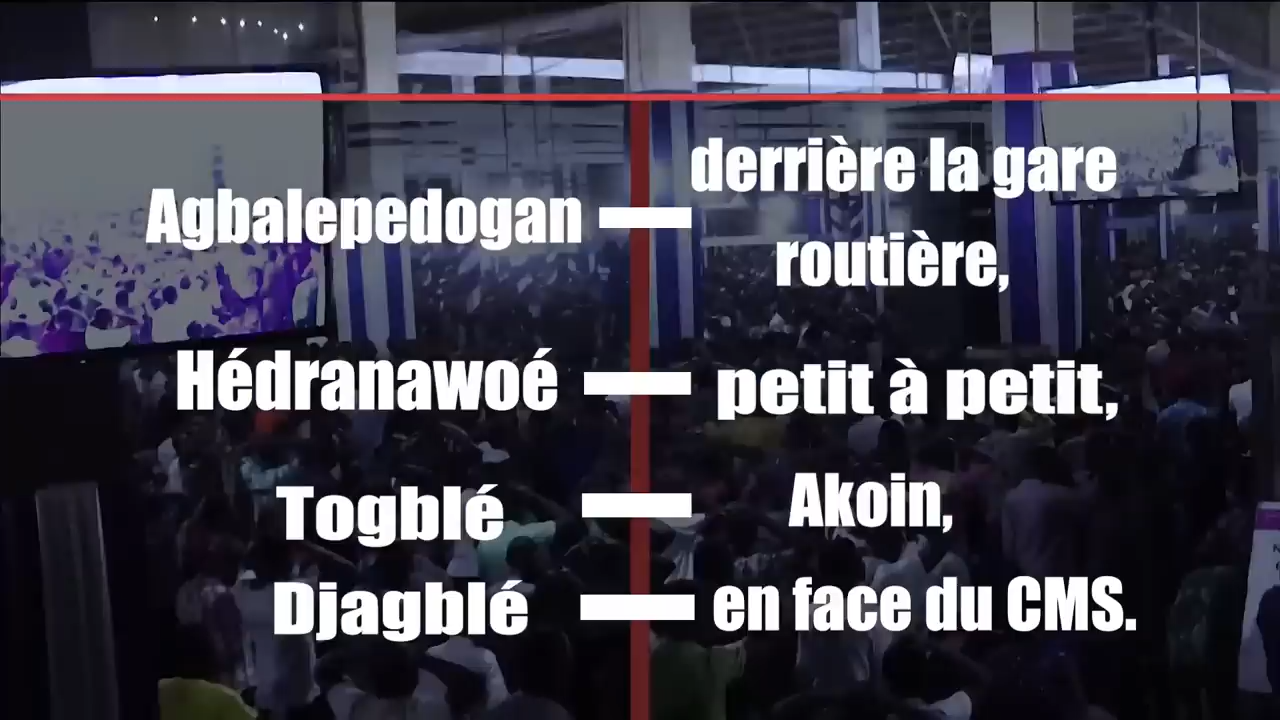 Agbalepedogan — derrière la gare
routière,
Hédranawoé — petit à petit,
Togblé — Akoin,
Djagblé — en face du CMS.